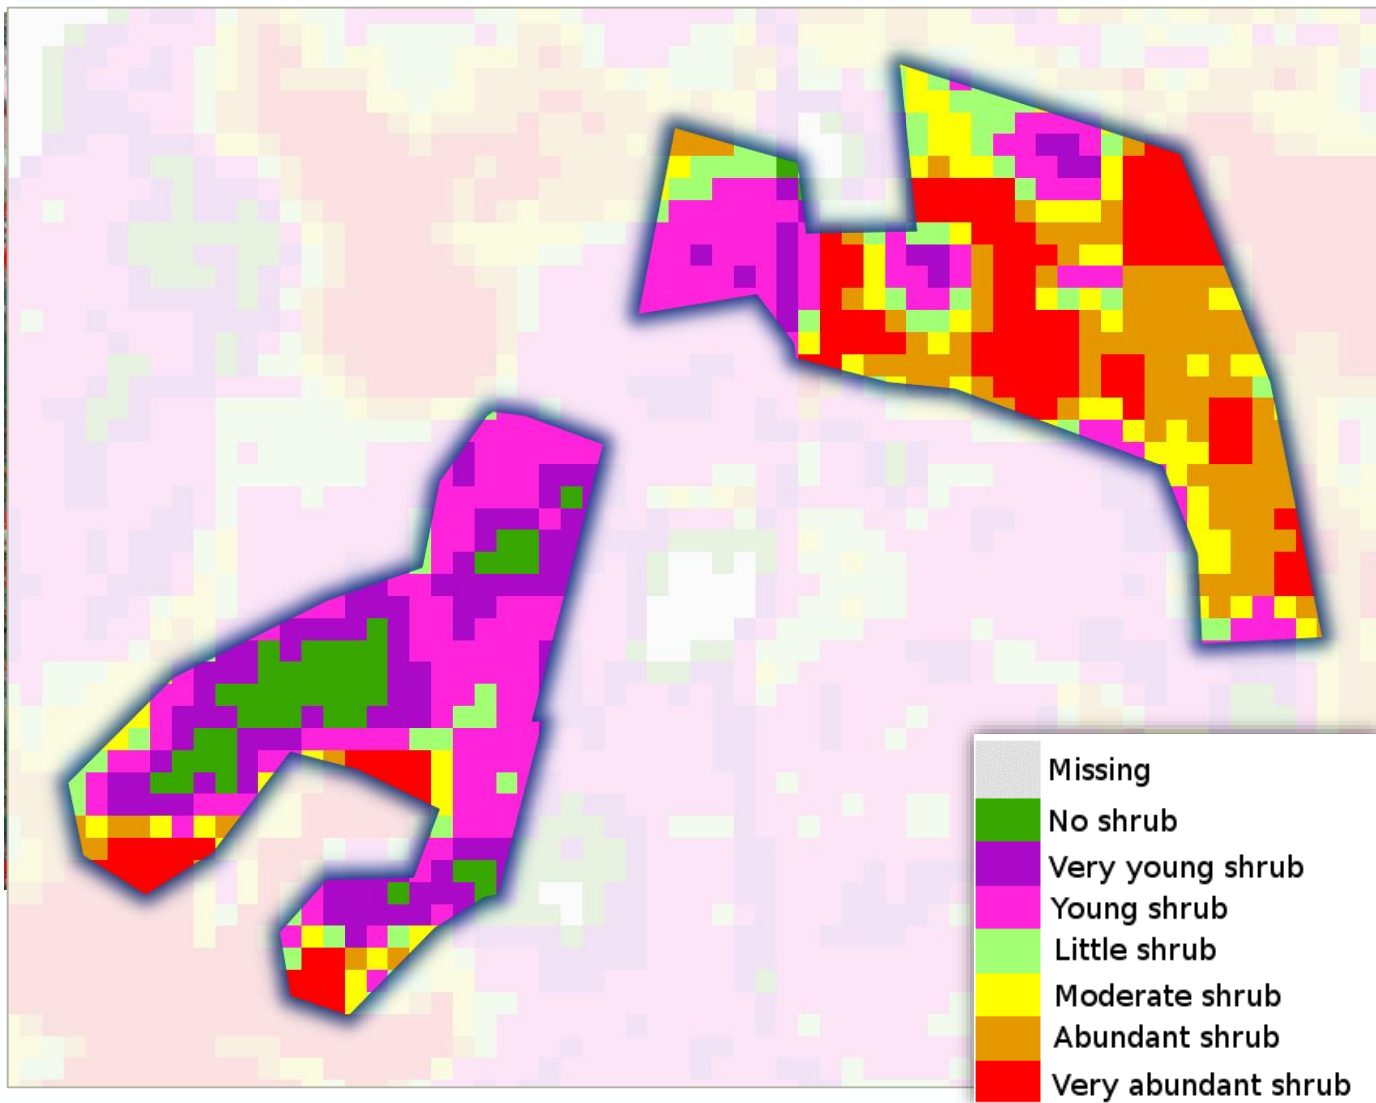 Missing
No shrub
Very young shrub
Young shrub
Little shrub
Moderate shrub
Abundant shrub
Very abundant shrub